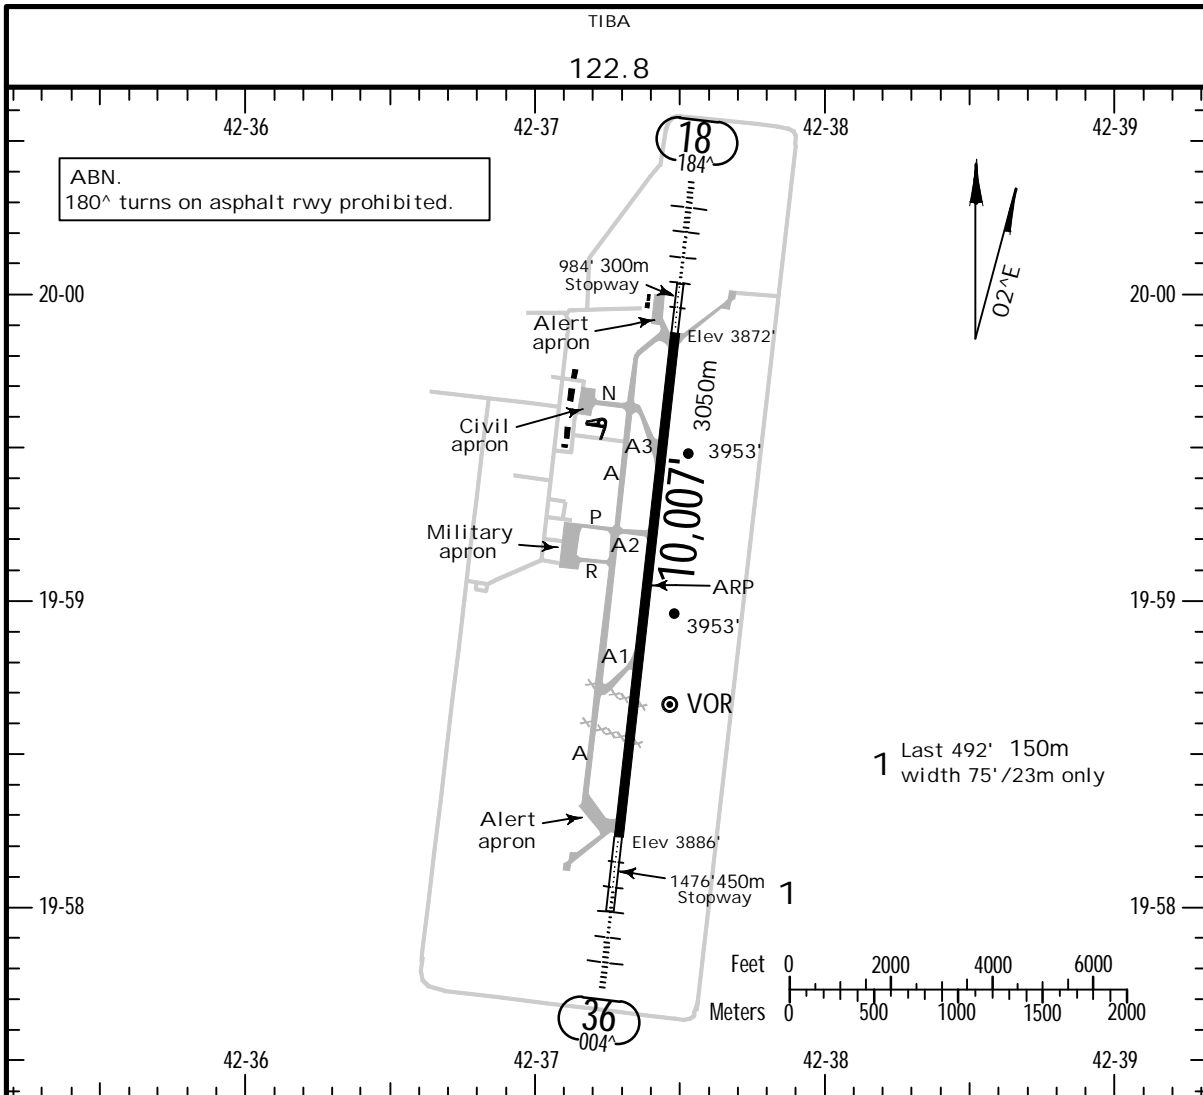 TIBA
122.8
42-36
42-37
42-38
42-39
18
184^
ABN.
180^ turns on asphalt rwy prohibited.
02^E
984' 300m
Stopway
20-00
20-00
Alert
apron
Elev 3872'
3050m
N
Civil
apron
A3
3953'
A
10,007'
P
Military
apron
A2
R
ARP
19-59
19-59
3953'
A1
VOR
1 Last 492' 150m
width 75'/23m only
A
Alert
apron
Elev 3886'
1476'450m
Stopway
1
19-58
19-58
Feet 0 2000 4000 6000
Meters 0 500 1000 1500 2000
36
004^
42-36
42-37
42-38
42-39